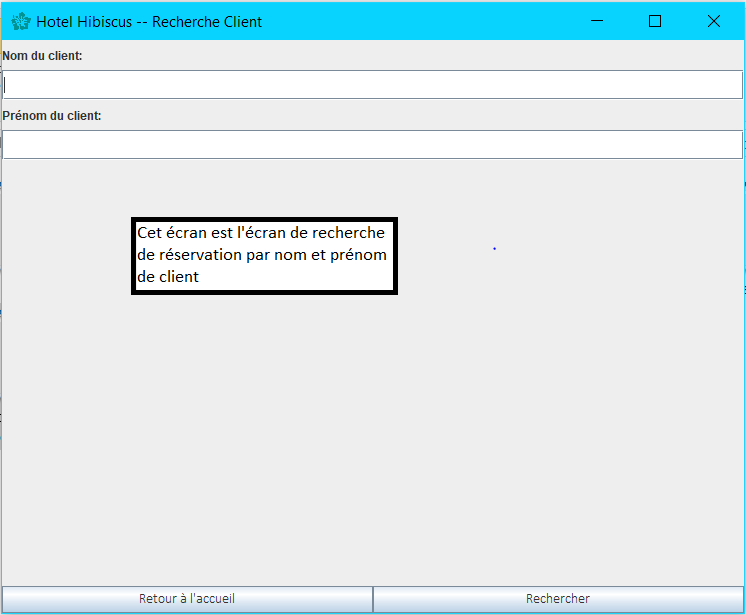 Hotel Hibiscus -- Recherche Client
Nom du client:
Prénom du client:
Cet écran est l'écran de recherche
de réservation par nom et prénom
de client
Retour à l'accueil
Rechercher